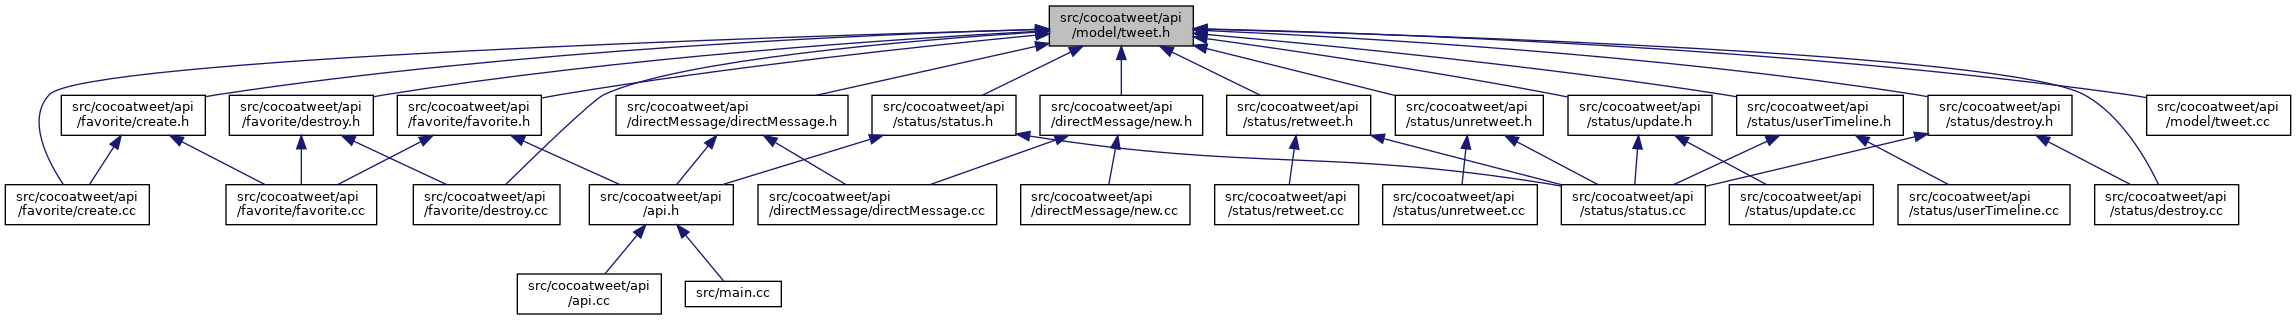 src/cocoatweet/api
/model/tweet.h
src/cocoatweet/api
/favorite/create.h
src/cocoatweet/api
/favorite/destroy.h
src/cocoatweet/api
/favorite/favorite.h
src/cocoatweet/api
/directMessage/directMessage.h
src/cocoatweet/api
/status/status.h
src/cocoatweet/api
/directMessage/new.h
src/cocoatweet/api
/status/retweet.h
src/cocoatweet/api
/status/unretweet.h
src/cocoatweet/api
/status/update.h
src/cocoatweet/api
/status/userTimeline.h
src/cocoatweet/api
/status/destroy.h
src/cocoatweet/api
/model/tweet.cc
src/cocoatweet/api
/favorite/create.cc
src/cocoatweet/api
/favorite/favorite.cc
src/cocoatweet/api
/favorite/destroy.cc
src/cocoatweet/api
/api.h
src/cocoatweet/api
/directMessage/directMessage.cc
src/cocoatweet/api
/directMessage/new.cc
src/cocoatweet/api
/status/retweet.cc
src/cocoatweet/api
/status/unretweet.cc
src/cocoatweet/api
/status/status.cc
src/cocoatweet/api
/status/update.cc
src/cocoatweet/api
/status/userTimeline.cc
src/cocoatweet/api
/status/destroy.cc
src/cocoatweet/api
/api.cc
src/main.cc